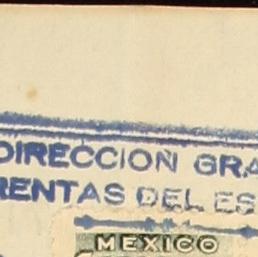 DIRECCION GRA
RENTAS DEL ES
MEXICO